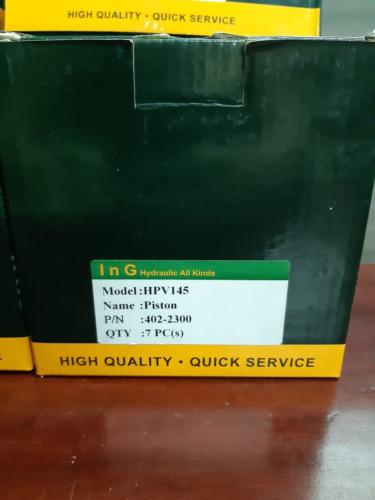 HIGH QUALITY • QUICK SERVICE
I n G Hydraulic All Kinds
Model :HPV145
Name :Piston
P/N :402-2300
QTY :7 PC(s)
HIGH QUALITY • QUICK SERVICE